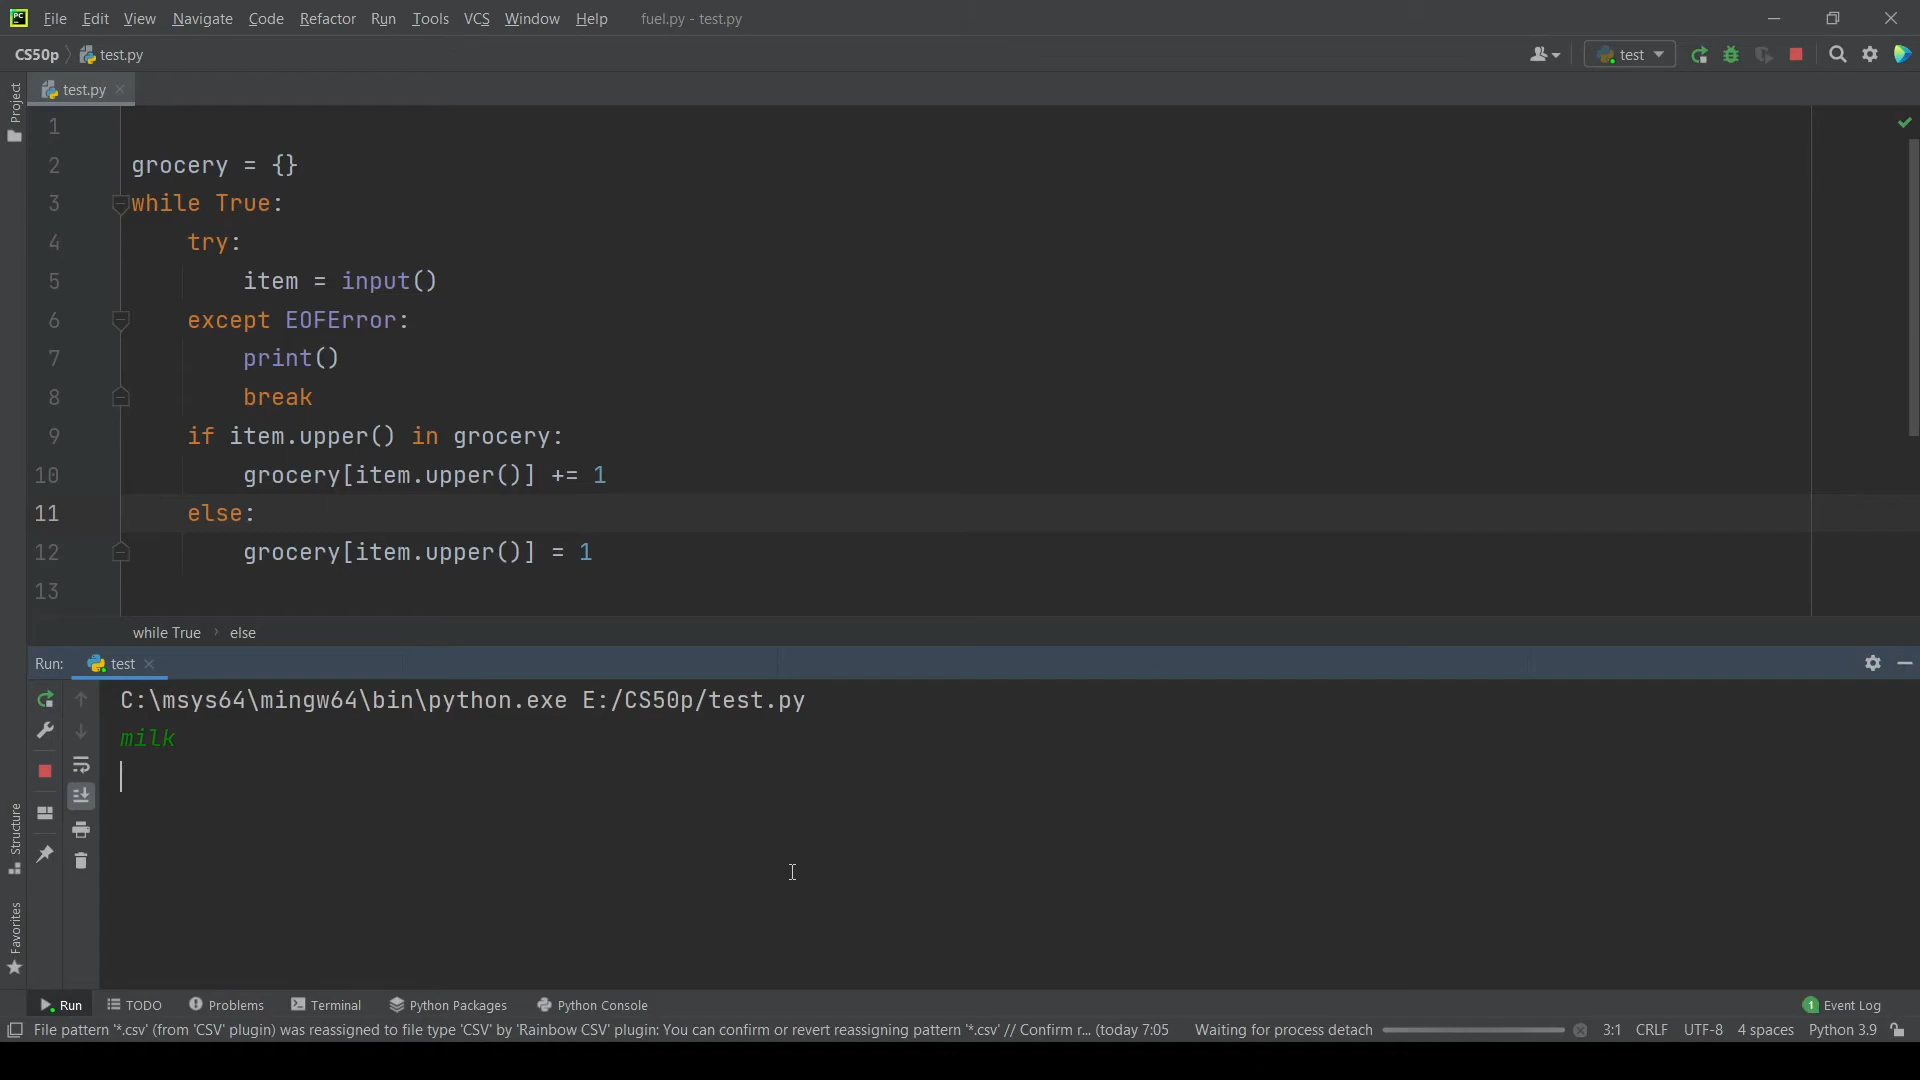 File Edit View Navigate Code Refactor Run Tools VCS Window Help fuel.py - test.py
CS50p test.py test
test.py
Project
1
2 grocery = {}
3 while True:
4 try:
5 item = input()
6 except EOFError:
7 print()
8 break
9 if item.upper() in grocery:
10 grocery[item.upper()] += 1
11 else:
12 grocery[item.upper()] = 1
13
while True › else
Run: test
C:\msys64\mingw64\bin\python.exe E:/CS50p/test.py
milk
Structure
Favorites
Run TODO Problems Terminal Python Packages Python Console 1 Event Log
File pattern '*.csv' (from 'CSV' plugin) was reassigned to file type 'CSV' by 'Rainbow CSV' plugin: You can confirm or revert reassigning pattern '*.csv' // Confirm r... (today 7:05 Waiting for process detach 3:1 CRLF UTF-8 4 spaces Python 3.9